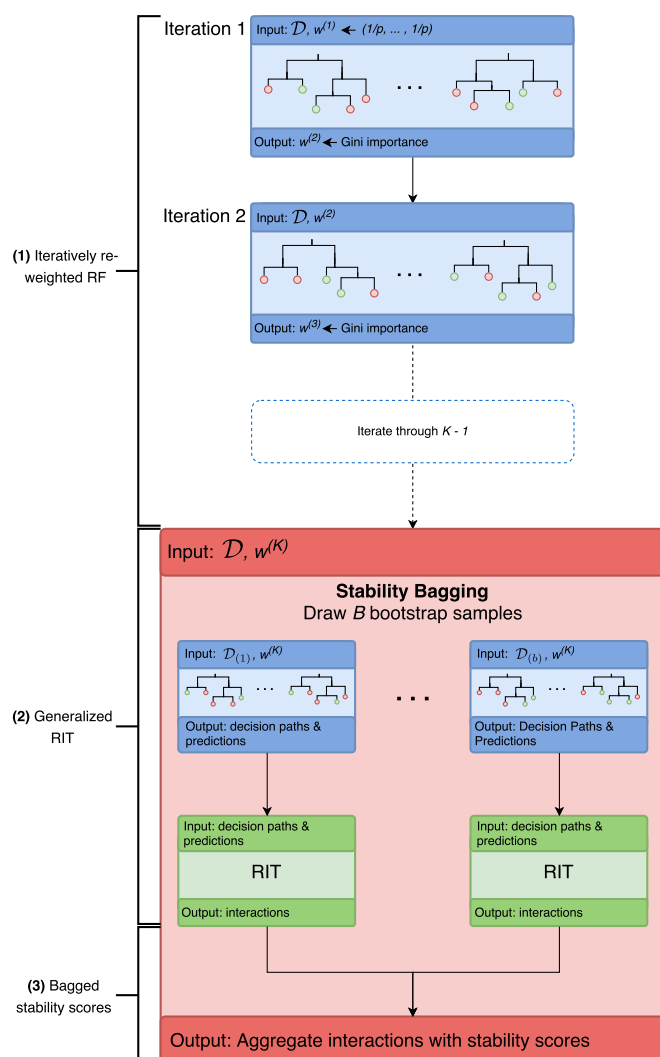 Iteration 1
Input: 𝒟, w(1) ← (1/p, ... , 1/p)
. . .
Output: w(2) ← Gini importance
Iteration 2
Input: 𝒟, w(2)
. . .
Output: w(3) ← Gini importance
(1) Iteratively re-
weighted RF
Iterate through K - 1
Input: 𝒟, w(K)
Stability Bagging
Draw B bootstrap samples
Input: 𝒟(1), w(K)
. . .
Output: decision paths &
predictions
. . .
Input: 𝒟(b), w(K)
. . .
Output: Decision Paths &
Predictions
(2) Generalized
RIT
Input: decision paths &
predictions
RIT
Output: interactions
Input: decision paths &
predictions
RIT
Output: interactions
(3) Bagged
stability scores
Output: Aggregate interactions with stability scores